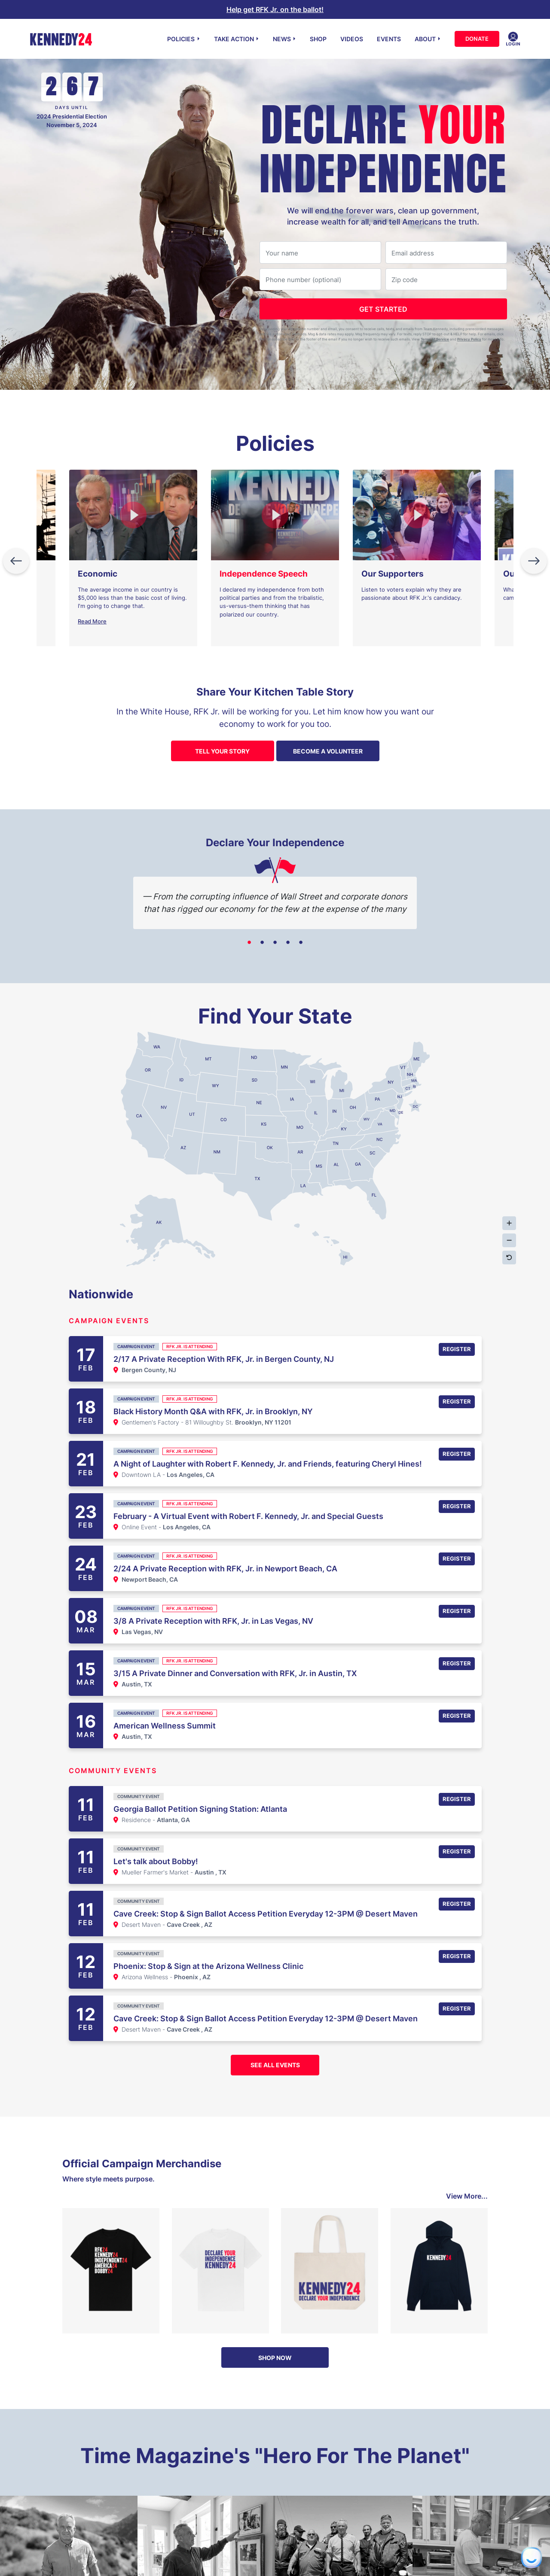 Help get RFK Jr. on the ballot!
KENNEDY24
POLICIES
TAKE ACTION
NEWS
SHOP
VIDEOS
EVENTS
ABOUT
DONATE
LOGIN
267
DAYS UNTIL
2024 Presidential Election
November 5, 2024
DECLARE YOUR
INDEPENDENCE
We will end the forever wars, clean up government,
increase wealth for all, and tell Americans the truth.
Your name
Email address
Phone number (optional)
Zip code
GET STARTED
Privacy Policy
Policies
Economic
The average income in our country is
$5,000 less than the basic cost of living.
I'm going to change that.
Read More
Independence Speech
I declared my independence from both
political parties and from the tribalistic,
us-versus-them thinking that has
polarized our country.
Our Supporters
Listen to voters explain why they are
passionate about RFK Jr.'s candidacy.
Share Your Kitchen Table Story
In the White House, RFK Jr. will be working for you. Let him know how you want our
economy to work for you too.
TELL YOUR STORY
BECOME A VOLUNTEER
Declare Your Independence
— From the corrupting influence of Wall Street and corporate donors
that has rigged our economy for the few at the expense of the many
Find Your State
WA
MT
ND
MN
ME
VT
NH
OR
ID
WY
SD
WI
MI
NY
MA
CT
RI
NV
UT
CO
NE
IA
IL
IN
OH
PA
NJ
CA
KS
MO
KY
WV
VA
MD
DE
DC
AZ
NM
OK
AR
TN
NC
SC
TX
LA
MS
AL
GA
FL
AK
HI
Nationwide
CAMPAIGN EVENTS
17 FEB
CAMPAIGN EVENT
RFK JR. IS ATTENDING
2/17 A Private Reception With RFK, Jr. in Bergen County, NJ
Bergen County, NJ
REGISTER
18 FEB
CAMPAIGN EVENT
RFK JR. IS ATTENDING
Black History Month Q&A with RFK, Jr. in Brooklyn, NY
Gentlemen's Factory - 81 Willoughby St. Brooklyn, NY 11201
REGISTER
21 FEB
CAMPAIGN EVENT
RFK JR. IS ATTENDING
A Night of Laughter with Robert F. Kennedy, Jr. and Friends, featuring Cheryl Hines!
Downtown LA - Los Angeles, CA
REGISTER
23 FEB
CAMPAIGN EVENT
RFK JR. IS ATTENDING
February - A Virtual Event with Robert F. Kennedy, Jr. and Special Guests
Online Event - Los Angeles, CA
REGISTER
24 FEB
CAMPAIGN EVENT
RFK JR. IS ATTENDING
2/24 A Private Reception with RFK, Jr. in Newport Beach, CA
Newport Beach, CA
REGISTER
08 MAR
CAMPAIGN EVENT
RFK JR. IS ATTENDING
3/8 A Private Reception with RFK, Jr. in Las Vegas, NV
Las Vegas, NV
REGISTER
15 MAR
CAMPAIGN EVENT
RFK JR. IS ATTENDING
3/15 A Private Dinner and Conversation with RFK, Jr. in Austin, TX
Austin, TX
REGISTER
16 MAR
CAMPAIGN EVENT
RFK JR. IS ATTENDING
American Wellness Summit
Austin, TX
REGISTER
COMMUNITY EVENTS
11 FEB
COMMUNITY EVENT
Georgia Ballot Petition Signing Station: Atlanta
Residence - Atlanta, GA
REGISTER
11 FEB
COMMUNITY EVENT
Let's talk about Bobby!
Mueller Farmer's Market - Austin , TX
REGISTER
11 FEB
COMMUNITY EVENT
Cave Creek: Stop & Sign Ballot Access Petition Everyday 12-3PM @ Desert Maven
Desert Maven - Cave Creek , AZ
REGISTER
12 FEB
COMMUNITY EVENT
Phoenix: Stop & Sign at the Arizona Wellness Clinic
Arizona Wellness - Phoenix , AZ
REGISTER
12 FEB
COMMUNITY EVENT
Cave Creek: Stop & Sign Ballot Access Petition Everyday 12-3PM @ Desert Maven
Desert Maven - Cave Creek , AZ
REGISTER
SEE ALL EVENTS
Official Campaign Merchandise
Where style meets purpose.
View More...
RFK24
KENNEDY24
INDEPENDENT24
AMERICA24
BOBBY24
DECLARE YOUR
INDEPENDENCE
KENNEDY24
KENNEDY24
DECLARE YOUR INDEPENDENCE
KENNEDY24
SHOP NOW
Time Magazine's "Hero For The Planet"